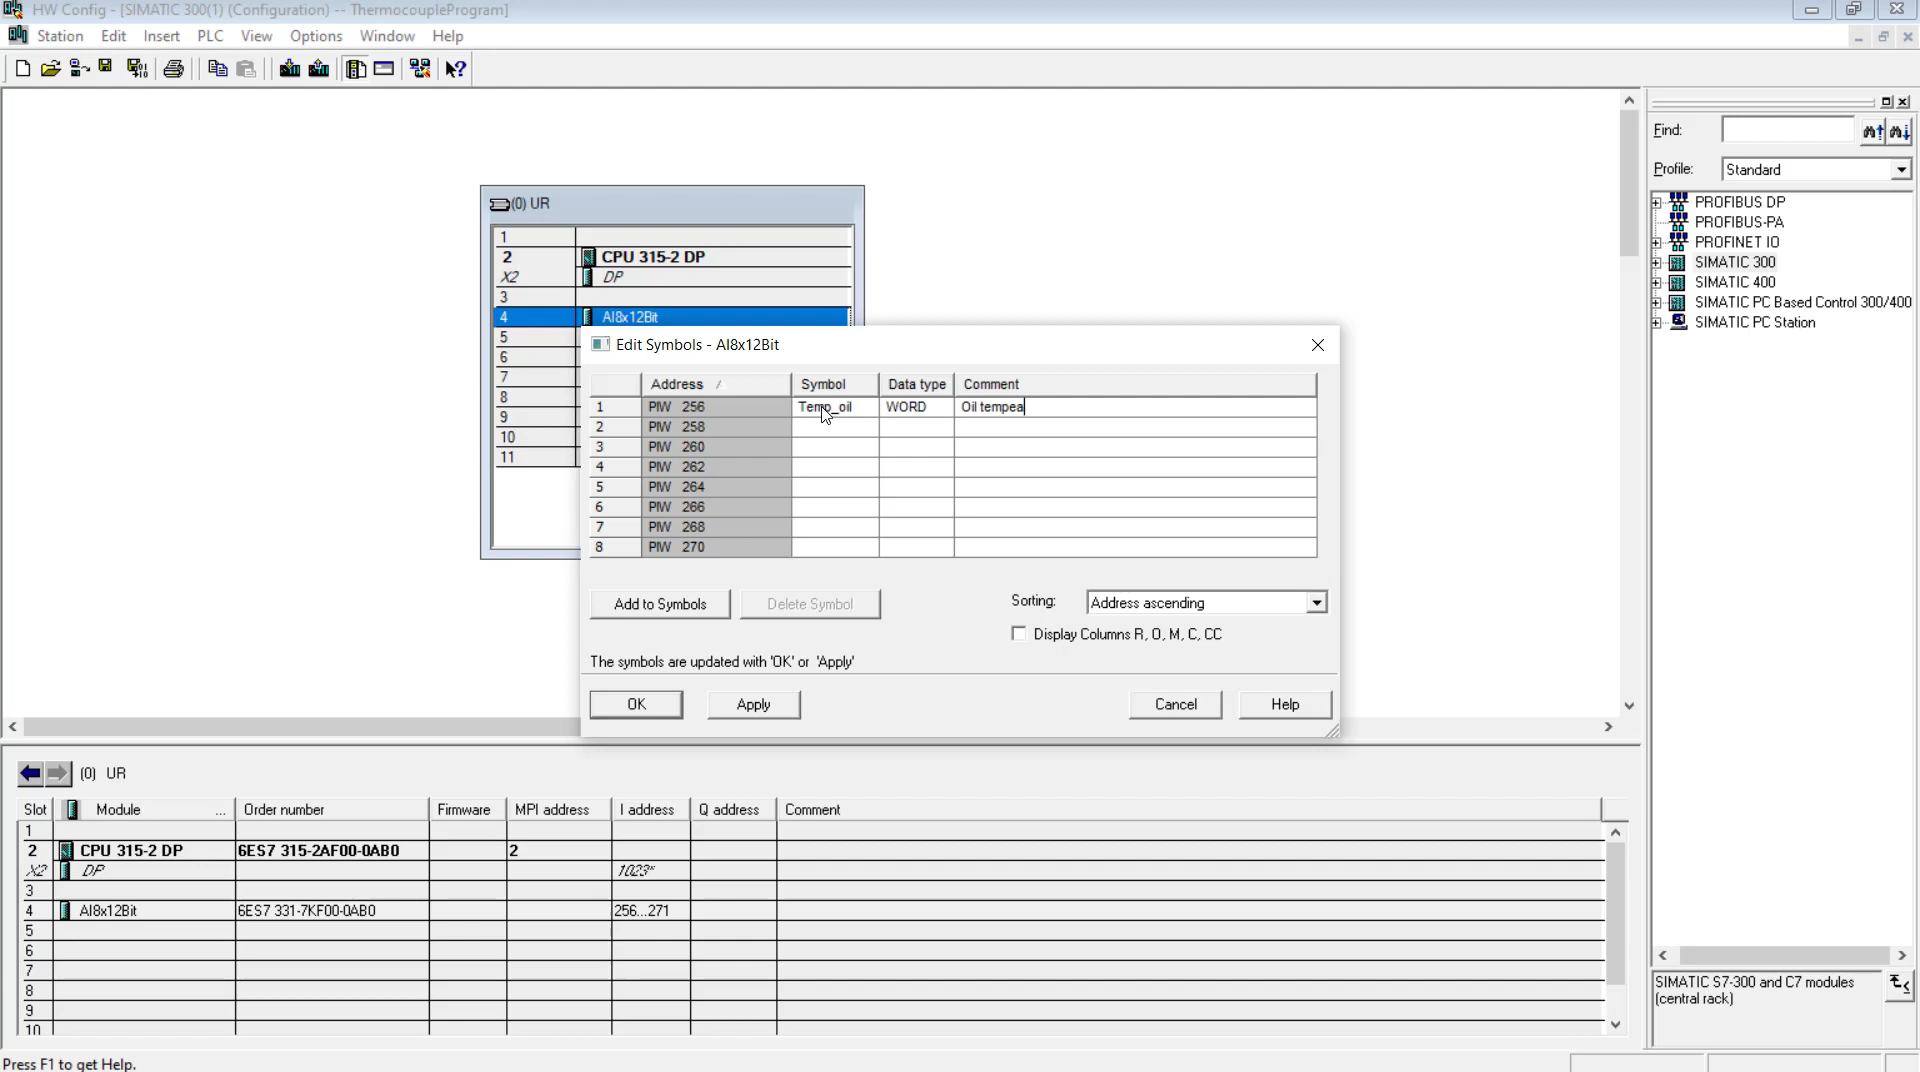 HW Config - [SIMATIC 300(1) (Configuration) -- ThermocoupleProgram]
Station Edit Insert PLC View Options Window Help
Find:
Profile: Standard
PROFIBUS DP
PROFIBUS-PA
PROFINET IO
SIMATIC 300
SIMATIC 400
SIMATIC PC Based Control 300/400
SIMATIC PC Station
(0) UR
1
2 CPU 315-2 DP
X2 DP
3
4 AI8x12Bit
5
6
7
8
9
10
11
Edit Symbols - AI8x12Bit
Address / Symbol Data type Comment
1 PIW 256 Temp_oil WORD Oil tempea
2 PIW 258
3 PIW 260
4 PIW 262
5 PIW 264
6 PIW 266
7 PIW 268
8 PIW 270
Add to Symbols Delete Symbol Sorting: Address ascending
Display Columns R, O, M, C, CC
The symbols are updated with 'OK' or 'Apply'
OK Apply Cancel Help
(0) UR
Slot Module ... Order number Firmware MPI address I address Q address Comment
1
2 CPU 315-2 DP 6ES7 315-2AF00-0AB0 2
X2 DP 1023*
3
4 AI8x12Bit 6ES7 331-7KF00-0AB0 256...271
5
6
7
8
9
10
SIMATIC S7-300 and C7 modules
(central rack)
Press F1 to get Help.